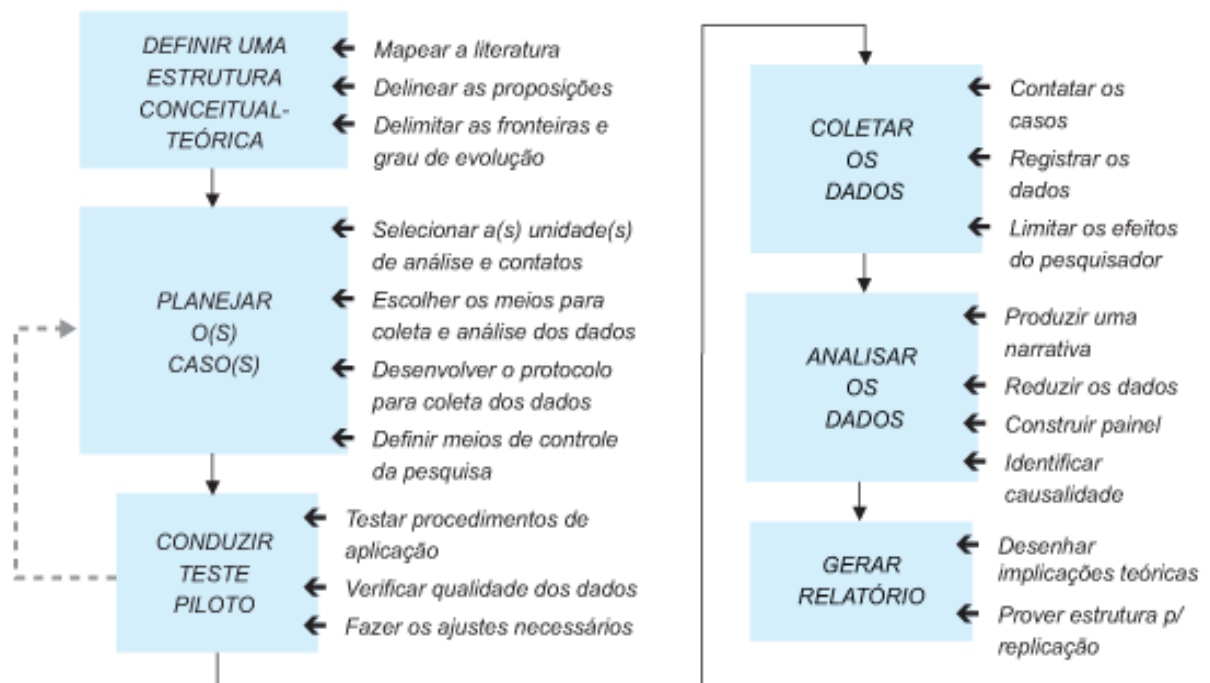 DEFINIR UMA
ESTRUTURA
CONCEITUAL-
TEÓRICA
Mapear a literatura
Delinear as proposições
Delimitar as fronteiras e
grau de evolução
PLANEJAR
O(S)
CASO(S)
Selecionar a(s) unidade(s)
de análise e contatos
Escolher os meios para
coleta e análise dos dados
Desenvolver o protocolo
para coleta dos dados
Definir meios de controle
da pesquisa
CONDUZIR
TESTE
PILOTO
Testar procedimentos de
aplicação
Verificar qualidade dos dados
Fazer os ajustes necessários
COLETAR
OS
DADOS
Contatar os
casos
Registrar os
dados
Limitar os efeitos
do pesquisador
ANALISAR
OS
DADOS
Produzir uma
narrativa
Reduzir os dados
Construir painel
Identificar
causalidade
GERAR
RELATÓRIO
Desenhar
implicações teóricas
Prover estrutura p/
replicação